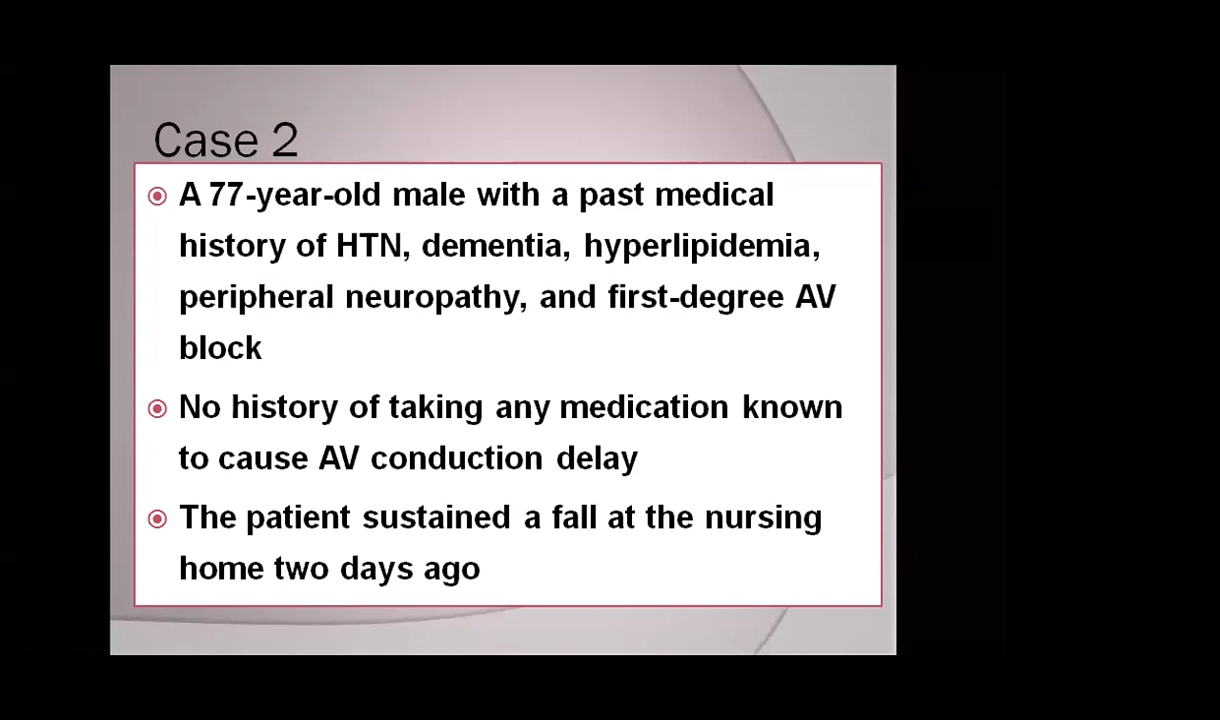 Case 2
A 77-year-old male with a past medical
history of HTN, dementia, hyperlipidemia,
peripheral neuropathy, and first-degree AV
block
No history of taking any medication known
to cause AV conduction delay
The patient sustained a fall at the nursing
home two days ago